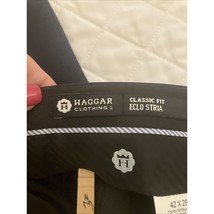 HAGGAR
CLOTHING
CLASSIC FIT
ECLO STRIA
H
H
42 X 29